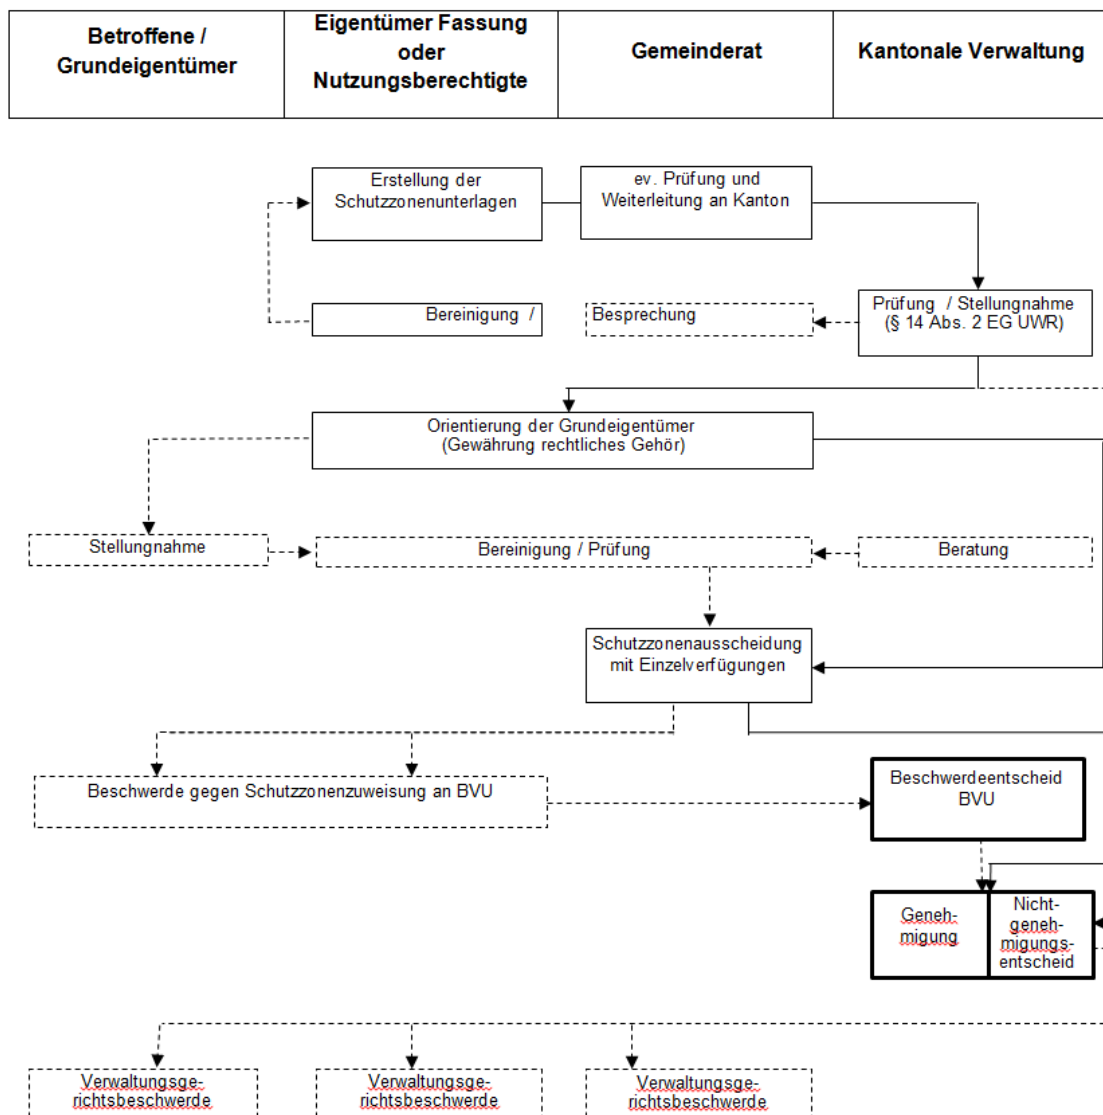 Betroffene /
Grundeigentümer
Eigentümer Fassung
oder
Nutzungsberechtigte
Gemeinderat
Kantonale Verwaltung
Erstellung der
Schutzzonenunterlagen
ev. Prüfung und
Weiterleitung an Kanton
Bereinigung /
Besprechung
Prüfung / Stellungnahme
(§ 14 Abs. 2 EG UWR)
Orientierung der Grundeigentümer
(Gewährung rechtliches Gehör)
Stellungnahme
Bereinigung / Prüfung
Beratung
Schutzzonenausscheidung
mit Einzelverfügungen
Beschwerde gegen Schutzzonenzuweisung an BVU
Beschwerdeentscheid
BVU
Geneh-
migung
Nicht-
geneh-
migungs-
entscheid
Verwaltungsge-
richtsbeschwerde
Verwaltungsge-
richtsbeschwerde
Verwaltungsge-
richtsbeschwerde